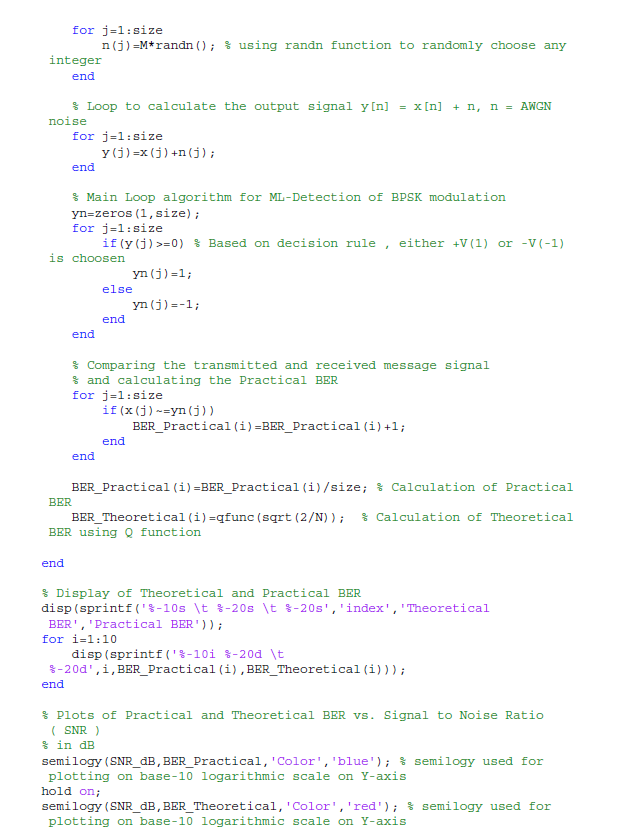 for j=1:size
n(j)=M*randn(); % using randn function to randomly choose any
integer
end
% Loop to calculate the output signal y[n] = x[n] + n, n = AWGN
noise
for j=1:size
y(j)=x(j)+n(j);
end
% Main Loop algorithm for ML-Detection of BPSK modulation
yn=zeros(1,size);
for j=1:size
if(y(j)>=0) % Based on decision rule , either +V(1) or -V(-1)
is choosen
yn(j)=1;
else
yn(j)=-1;
end
end
% Comparing the transmitted and received message signal
% and calculating the Practical BER
for j=1:size
if(x(j)~=yn(j))
BER_Practical(i)=BER_Practical(i)+1;
end
end
BER_Practical(i)=BER_Practical(i)/size; % Calculation of Practical
BER
BER_Theoretical(i)=qfunc(sqrt(2/N)); % Calculation of Theoretical
BER using Q function
end
% Display of Theoretical and Practical BER
disp(sprintf('%-10s \t %-20s \t %-20s','index','Theoretical
BER','Practical BER'));
for i=1:10
disp(sprintf('%-10i %-20d \t
%-20d',i,BER_Practical(i),BER_Theoretical(i)));
end
% Plots of Practical and Theoretical BER vs. Signal to Noise Ratio
( SNR )
% in dB
semilogy(SNR_dB,BER_Practical,'Color','blue'); % semilogy used for
plotting on base-10 logarithmic scale on Y-axis
hold on;
semilogy(SNR_dB,BER_Theoretical,'Color','red'); % semilogy used for
plotting on base-10 logarithmic scale on Y-axis